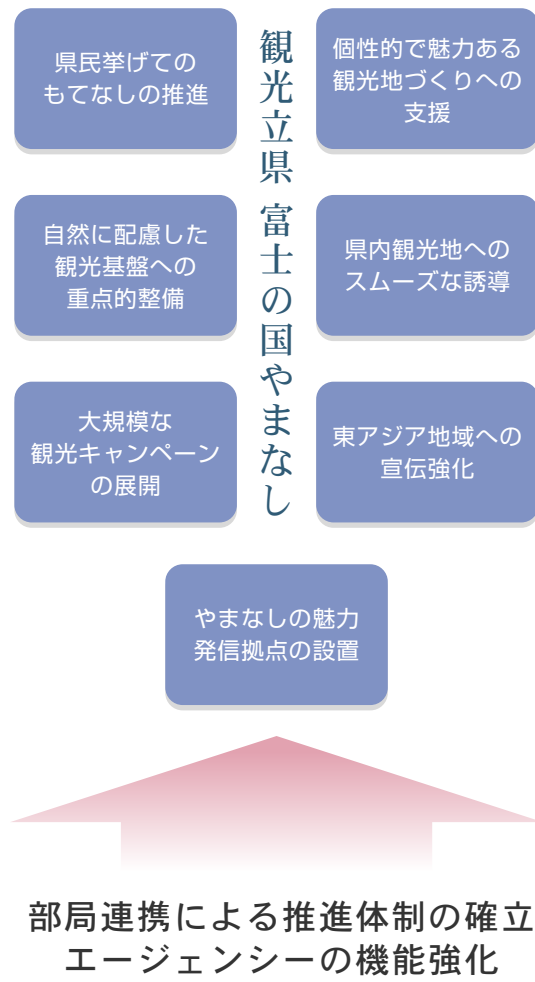 県民挙げての
もてなしの推進
観光立県 富士の国やまなし
個性的で魅力ある
観光地づくりへの
支援
自然に配慮した
観光基盤への
重点的整備
県内観光地への
スムーズな誘導
大規模な
観光キャンペーン
の展開
東アジア地域への
宣伝強化
やまなしの魅力
発信拠点の設置
部局連携による推進体制の確立
エージェンシーの機能強化